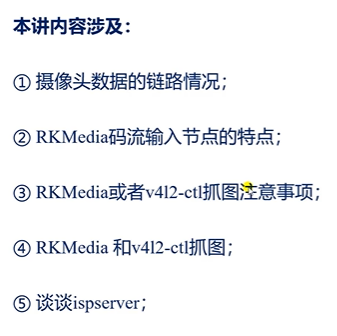 本讲内容涉及：
① 摄像头数据的链路情况；
② RKMedia码流输入节点的特点；
③ RKMedia或者v4l2-ctl抓图注意事项；
④ RKMedia 和v4l2-ctl抓图；
⑤ 谈谈ispserver；